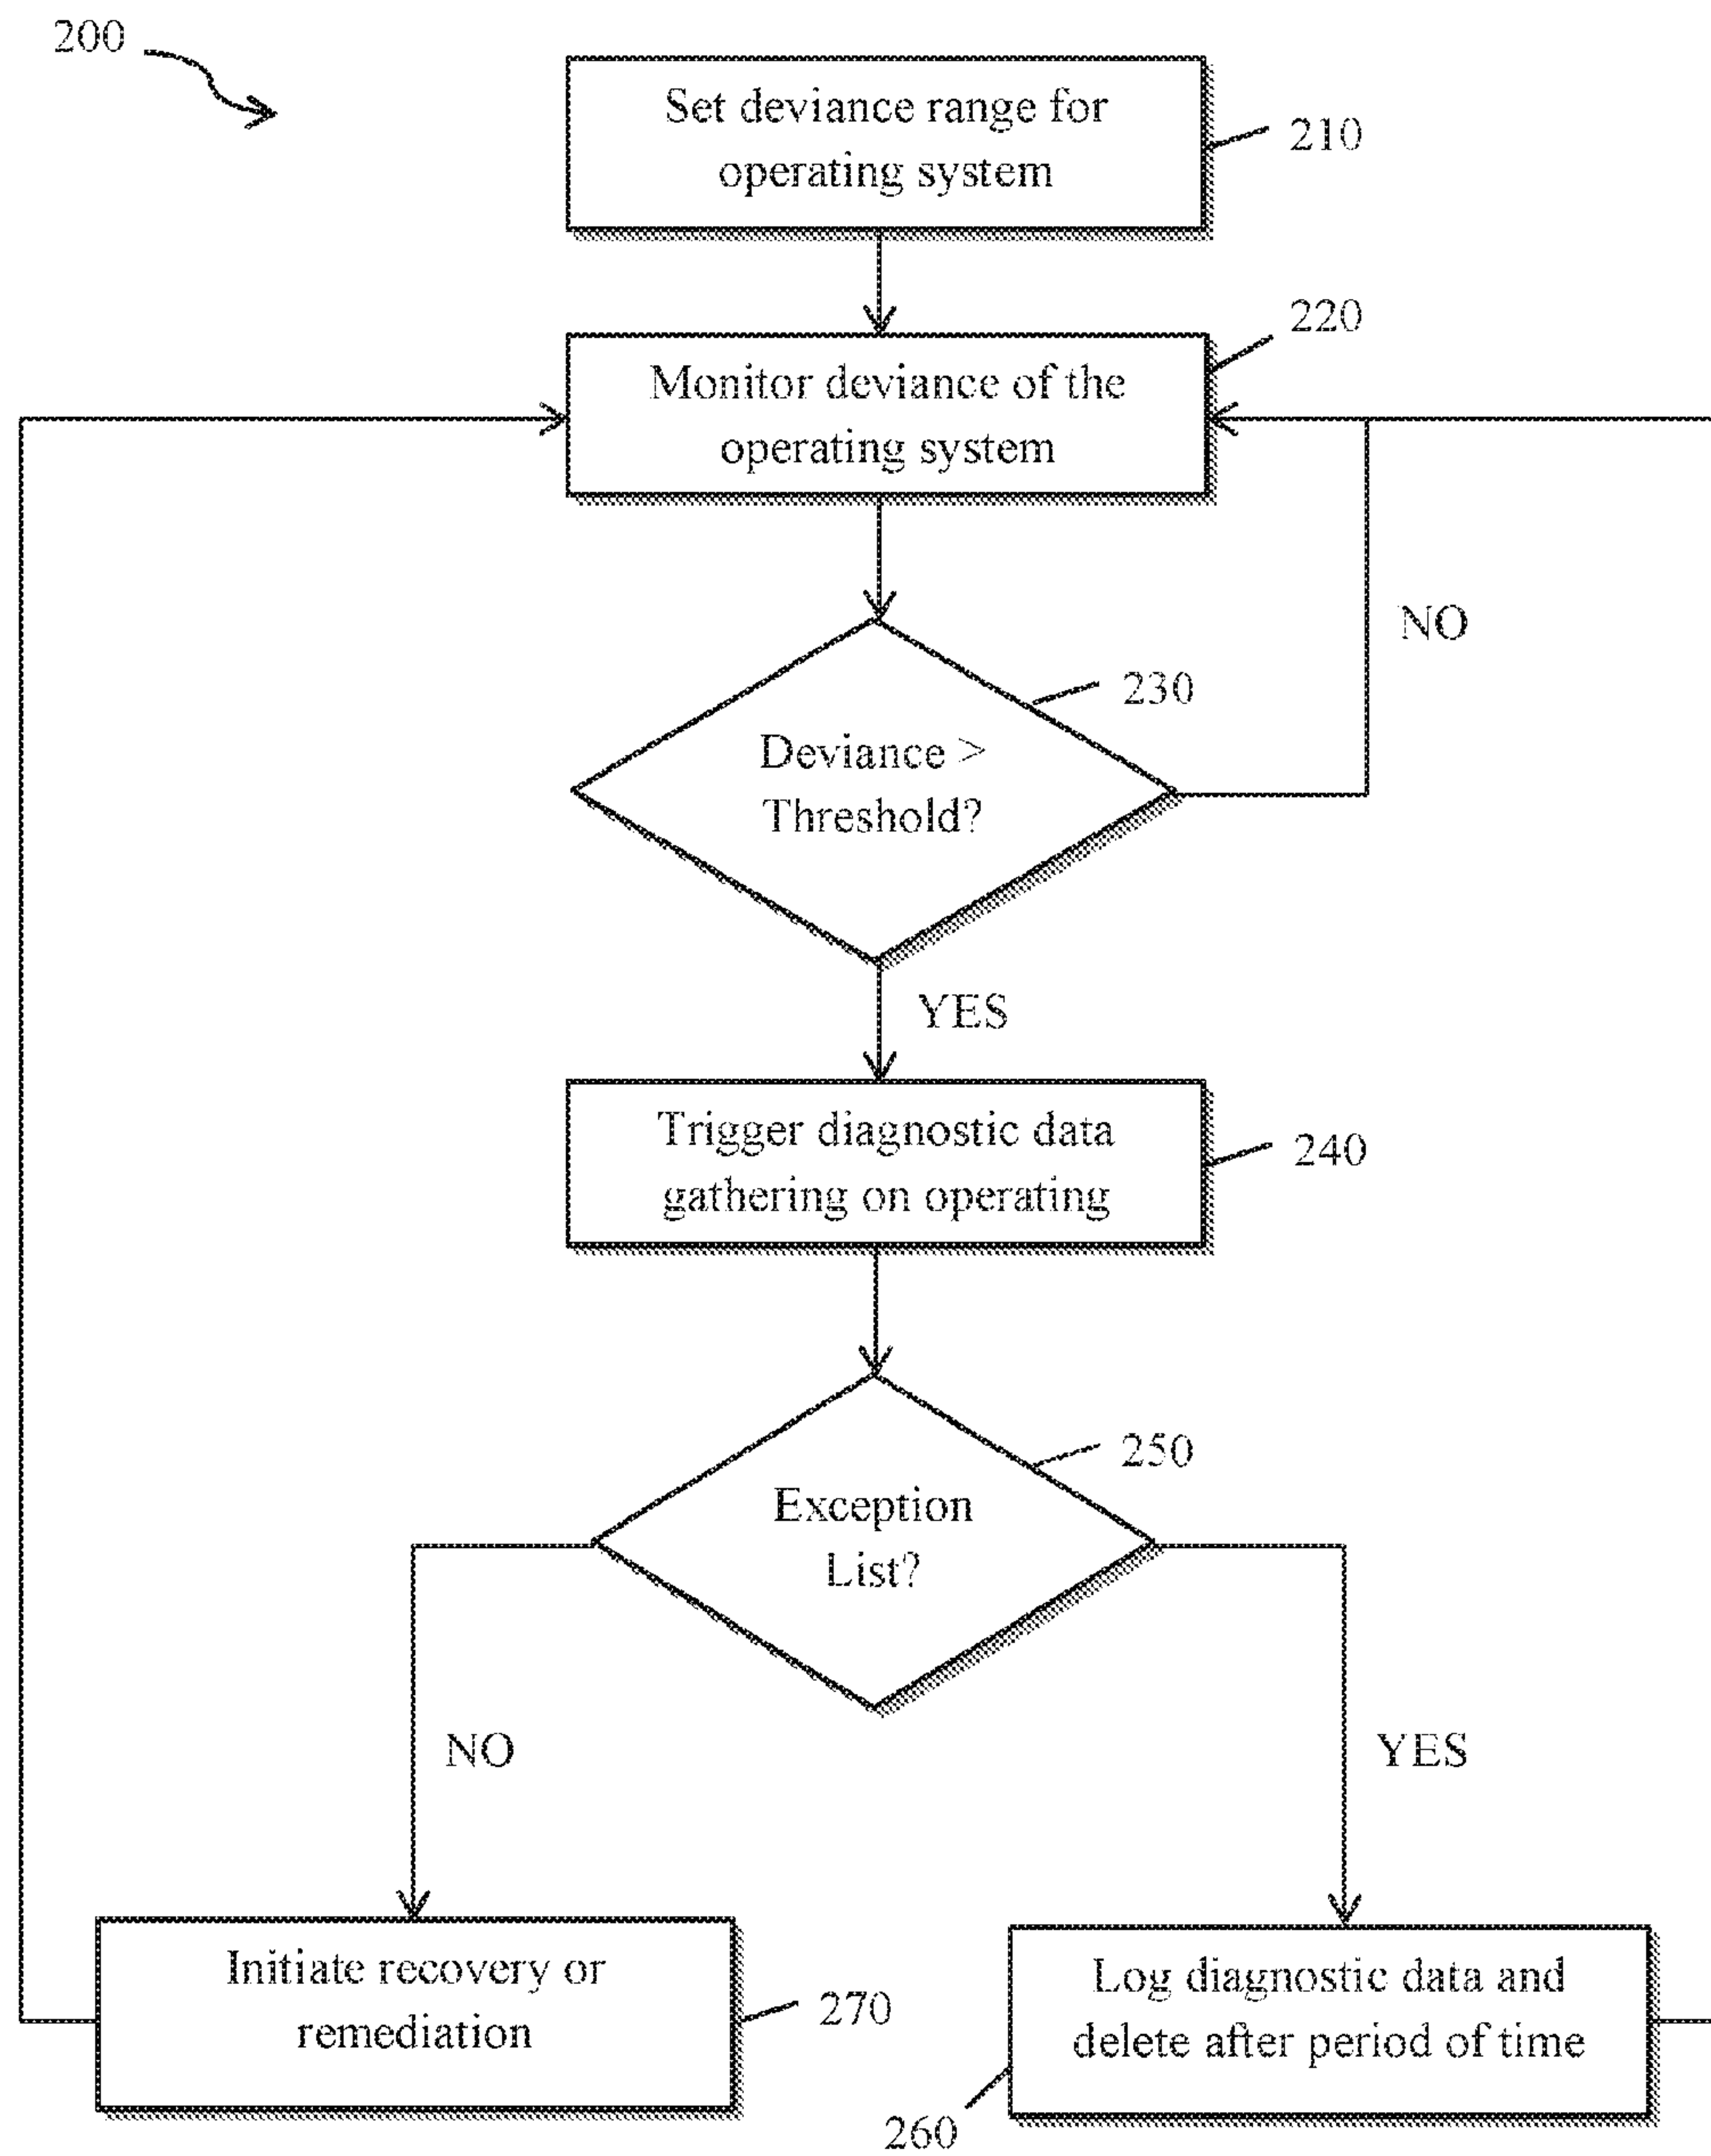 200
Set deviance range for
operating system
210
220
Monitor deviance of the
operating system
NO
230
Deviance >
Threshold?
YES
Trigger diagnostic data
gathering on operating
240
250
Exception
List?
NO
YES
Initiate recovery or
remediation
270
Log diagnostic data and
delete after period of time
260